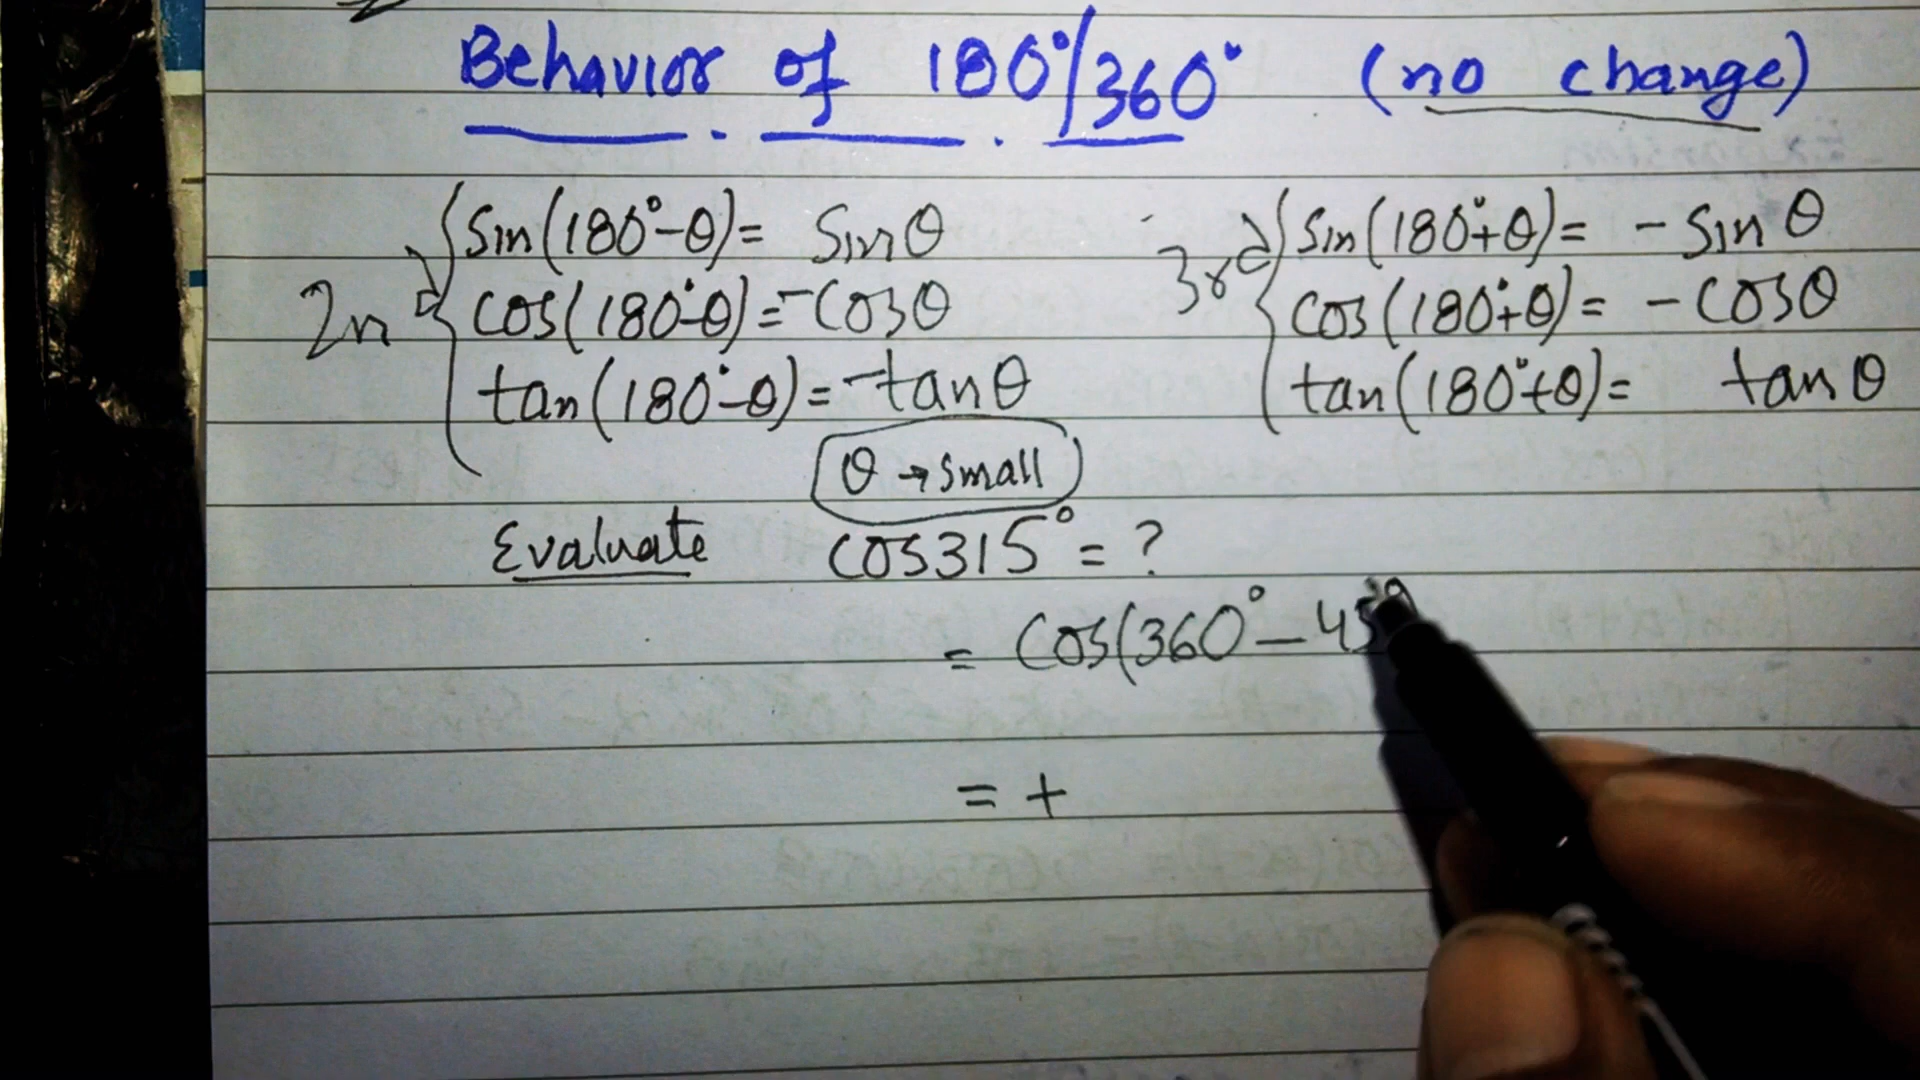 Behavior of 180°/360° (no change)
2nd sin(180°-θ)= sinθ
cos(180°-θ)= -cosθ
tan(180°-θ)= -tanθ
3rd sin(180°+θ)= -sinθ
cos(180°+θ)= -cosθ
tan(180°+θ)= tanθ
θ → small
Evaluate cos315° = ?
= cos(360° - 45°)
= +